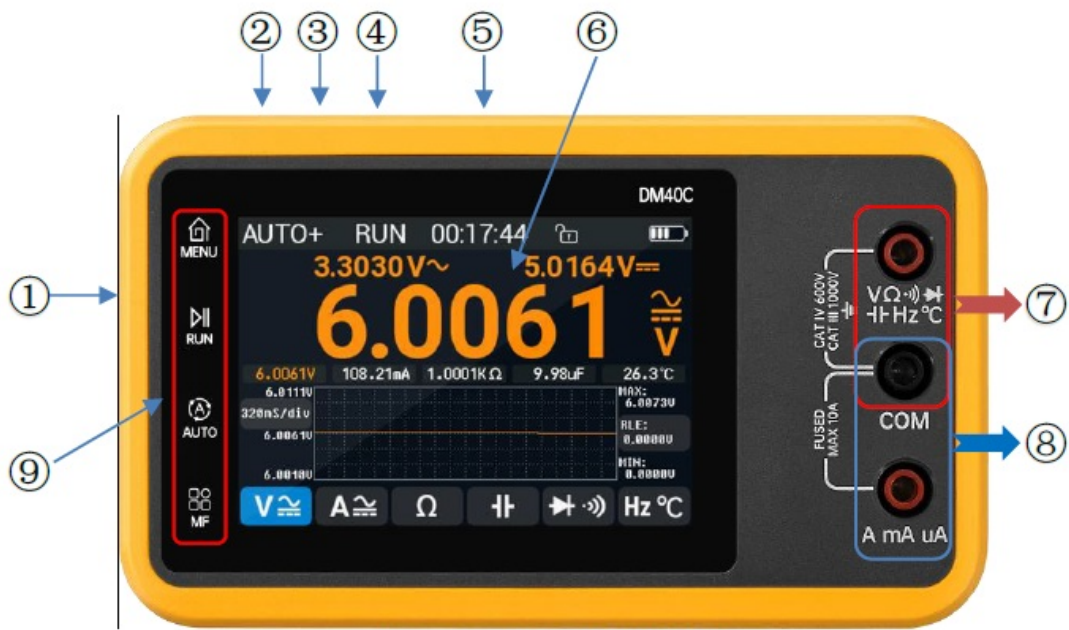 ② ③ ④ ⑤ ⑥
DM40C
MENU
AUTO+ RUN 00:17:44
3.3030V~ 5.0164V⎓
6.0061 V
① RUN
6.0061V 108.21mA 1.0001KΩ 9.98uF 26.3℃
6.0111V MAX:
6.0073V
320mS/div
6.0061V RLE:
0.0000V
6.0010V MIN:
0.0000V
AUTO
⑨
MF
V A Ω Hz ℃
CAT IV 600V
CAT III 1000V
VΩ
Hz ℃
⑦
COM
FUSED
MAX 10A
⑧
A mA uA